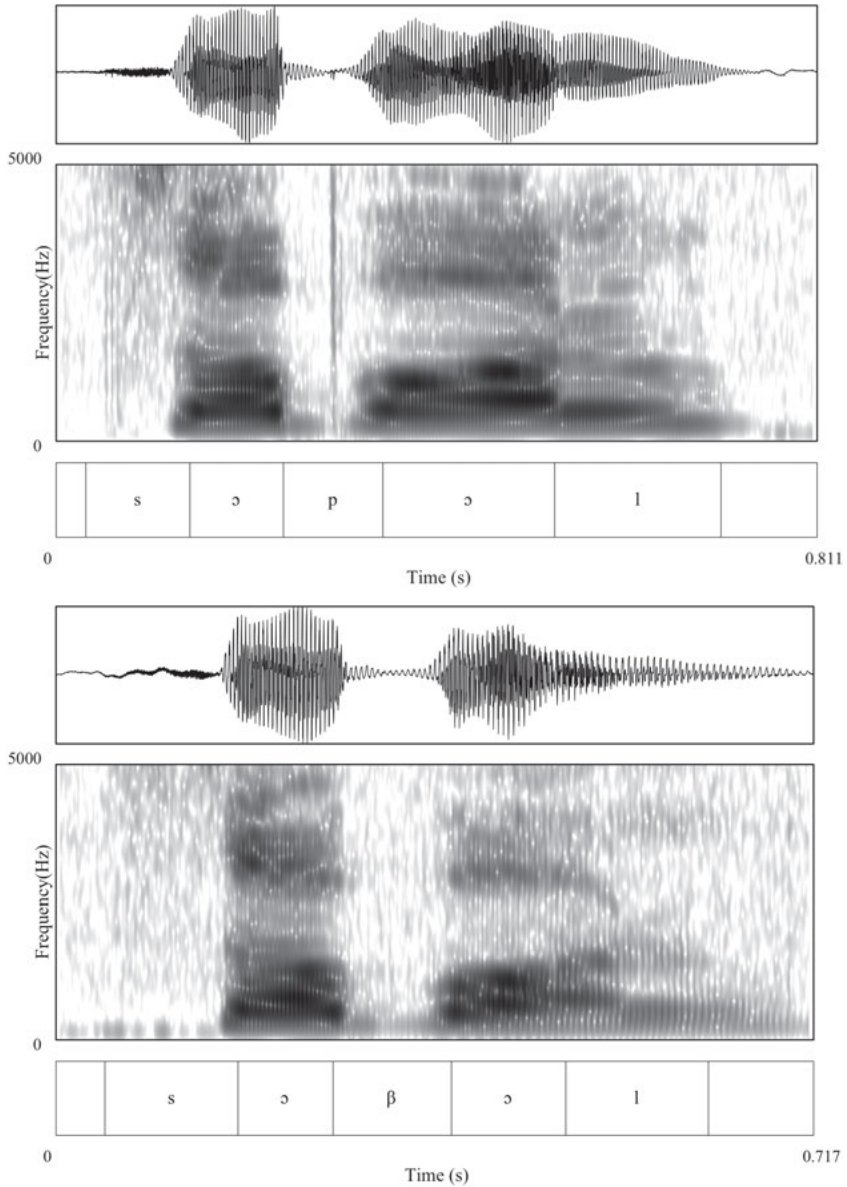 5000
Frequency(Hz)
0
s ɔ p ɔ l
0 0.811
Time (s)
5000
Frequency(Hz)
0
s ɔ β ɔ l
0 0.717
Time (s)